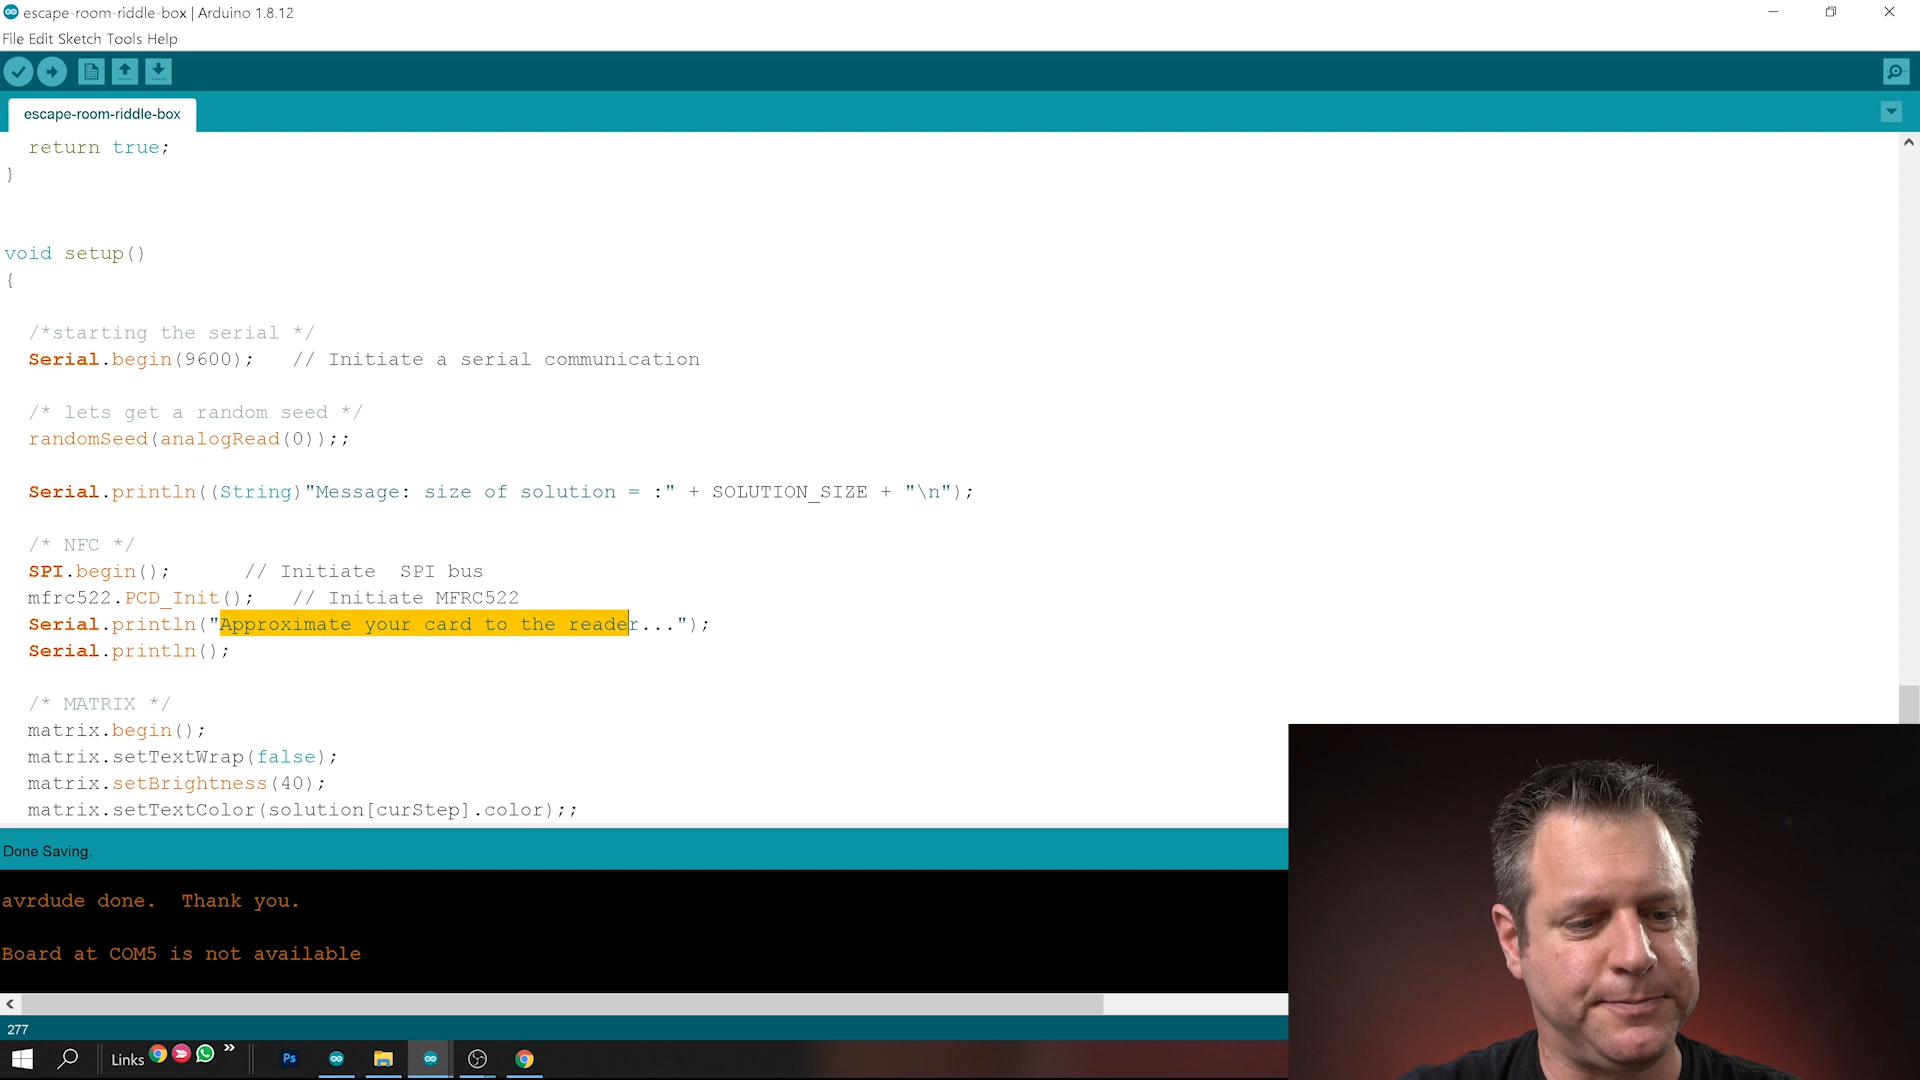 escape-room-riddle-box | Arduino 1.8.12
File Edit Sketch Tools Help
escape-room-riddle-box
return true;
}
void setup()
{
/*starting the serial */
Serial.begin(9600);   // Initiate a serial communication
/* lets get a random seed */
randomSeed(analogRead(0));;
Serial.println((String)"Message: size of solution = :" + SOLUTION_SIZE + "\n");
/* NFC */
SPI.begin();      // Initiate  SPI bus
mfrc522.PCD_Init();   // Initiate MFRC522
Serial.println("Approximate your card to the reader...");
Serial.println();
/* MATRIX */
matrix.begin();
matrix.setTextWrap(false);
matrix.setBrightness(40);
matrix.setTextColor(solution[curStep].color);;
Done Saving.
avrdude done.  Thank you.
Board at COM5 is not available
277
Links
Ps